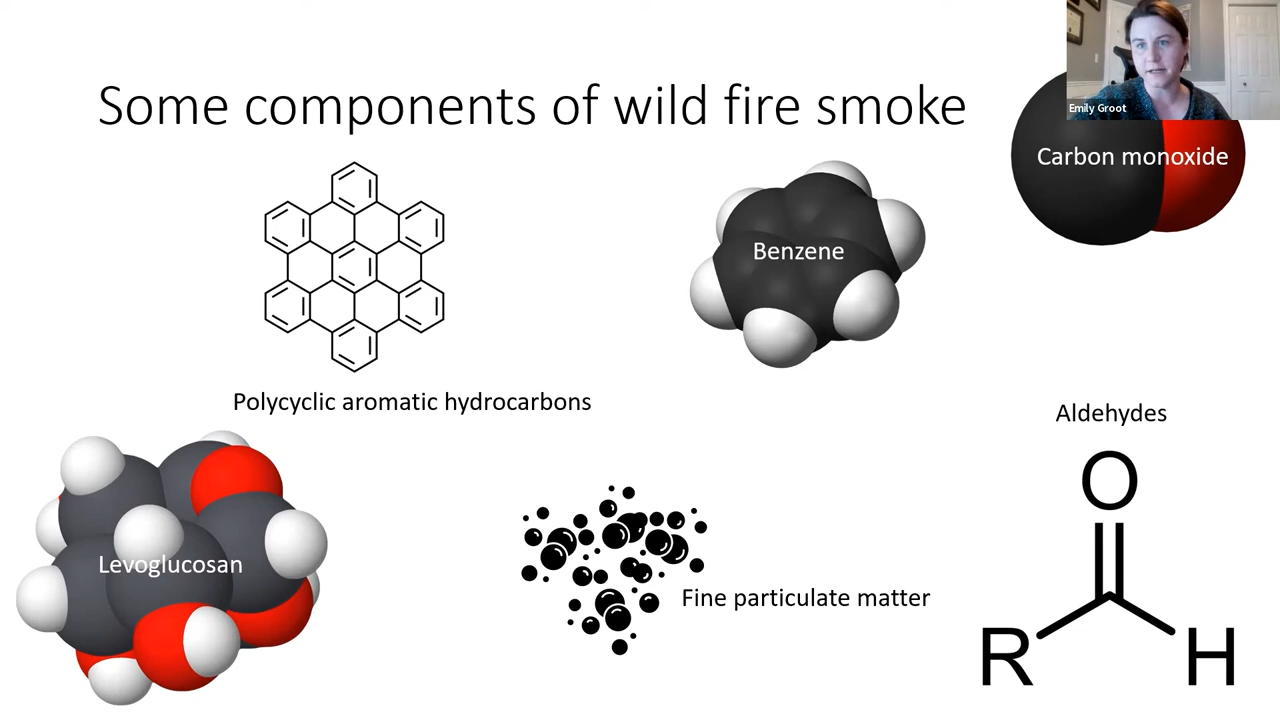 Emily Groot
Some components of wild fire smoke
Carbon monoxide
Benzene
Polycyclic aromatic hydrocarbons
Aldehydes
O
Levoglucosan
Fine particulate matter
R
H